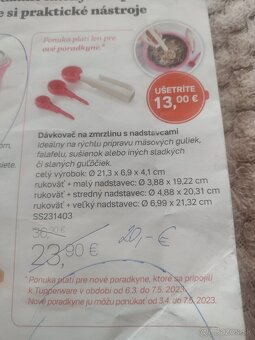 e si praktické nástroje
Ponuka platí len pre
nové poradkyne.*
UŠETRÍTE
13,00 €
Dávkovač na zmrzlinu s nadstavcami
Ideálny na rýchlu prípravu mäsových guliek,
falafelu, sušienok alebo iných sladkých
či slaných guľôčiek.
celý výrobok: Ø 21,3 x 6,9 x 4,1 cm
rukoväť + malý nadstavec: Ø 3,88 x 19,22 cm
rukoväť + stredný nadstavec: Ø 4,88 x 20,31 cm
rukoväť + veľký nadstavec: Ø 6,99 x 21,32 cm
SS231403
36,90 €
23,90 €
20,- €
* Ponuka platí pre nové poradkyne, ktoré sa pripojili
k Tupperware v období od 6.3. do 7.5. 2023.
Nové poradkyne ju môžu ponúkať od 3.4. do 7.5. 2023.